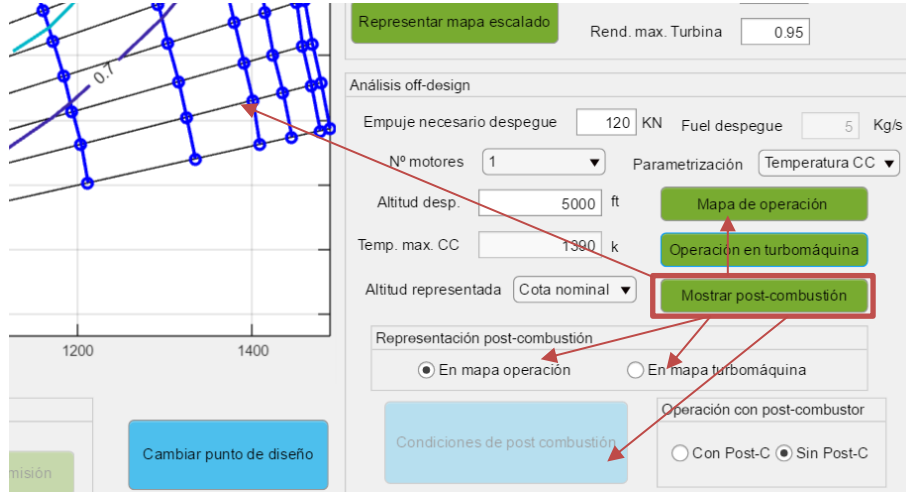 Representar mapa escalado
Rend. max. Turbina 0.95
0.7
Análisis off-design
Empuje necesario despegue 120 KN Fuel despegue 5 Kg/s
Nº motores 1 Parametrización Temperatura CC
Altitud desp. 5000 ft Mapa de operación
Temp. max. CC 1390 k Operación en turbomáquina
Altitud representada Cota nominal Mostrar post-combustión
1200 1400
Representación post-combustión
En mapa operación En mapa turbomáquina
Operación con post-combustor
Condiciones de post combustión
Con Post-C Sin Post-C
Cambiar punto de diseño
misión